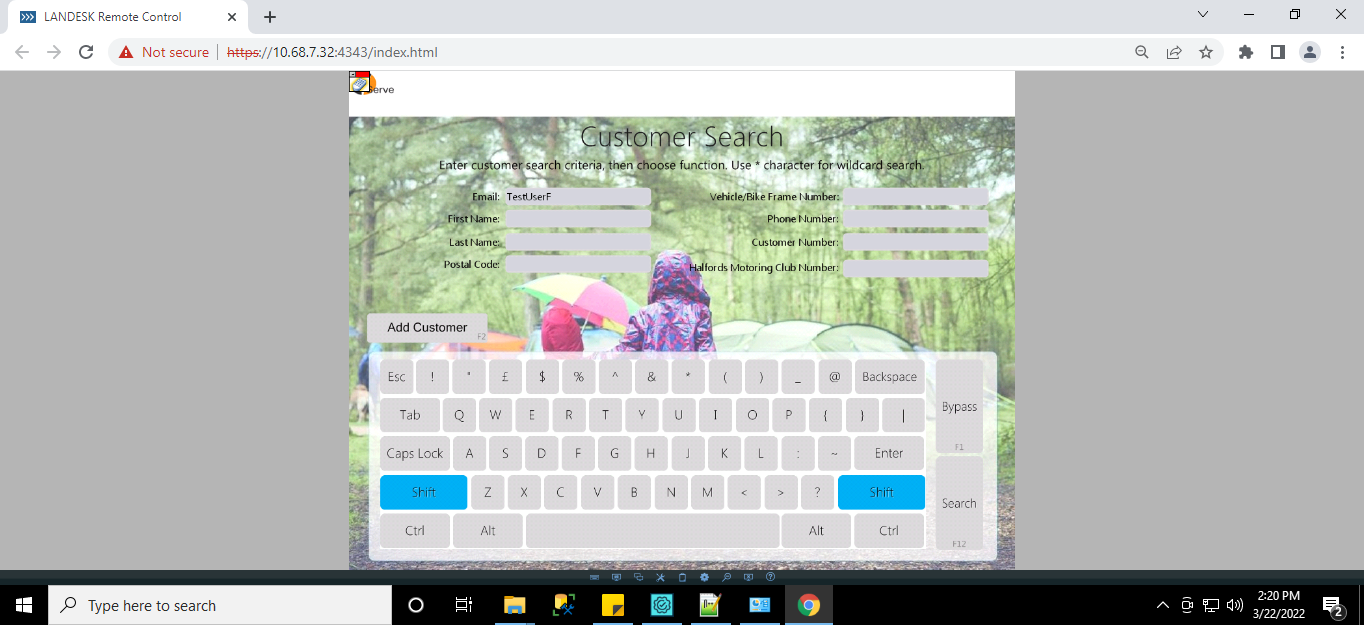 LANDESK Remote Control
Not secure
https://10.68.7.32:4343/index.html
serve
Customer Search
Enter customer search criteria, then choose function. Use * character for wildcard search.
Email: TestUserF
Vehicle/Bike Frame Number:
First Name:
Phone Number:
Last Name:
Customer Number:
Postal Code:
Halfords Motoring Club Number:
Add Customer F2
Esc ! " £ $ % ^ & * ( ) _ @ Backspace
Tab Q W E R T Y U I O P { } |
Bypass
F1
Caps Lock A S D F G H J K L : ~ Enter
Shift Z X C V B N M < > ? Shift
Search
F12
Ctrl Alt Alt Ctrl
Type here to search
2:20 PM
3/22/2022
2